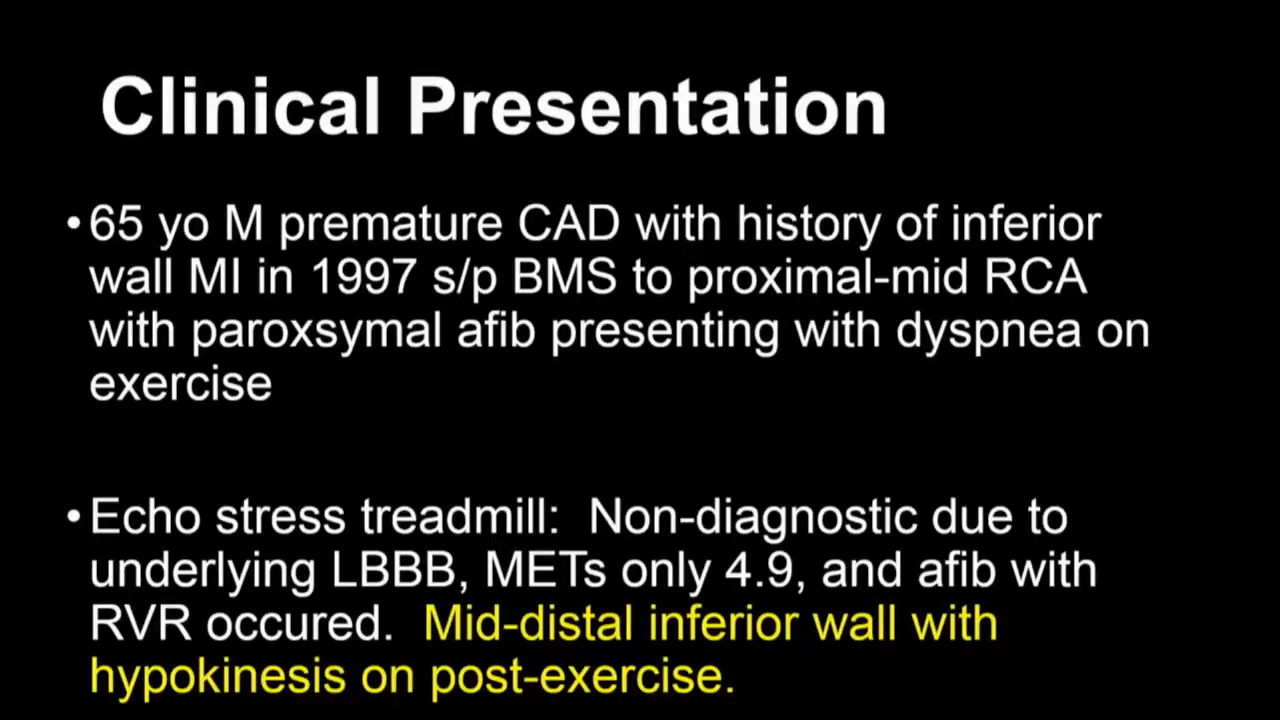 Clinical Presentation
•65 yo M premature CAD with history of inferior
wall MI in 1997 s/p BMS to proximal-mid RCA
with paroxsymal afib presenting with dyspnea on
exercise
•Echo stress treadmill:  Non-diagnostic due to
underlying LBBB, METs only 4.9, and afib with
RVR occured.  Mid-distal inferior wall with
hypokinesis on post-exercise.